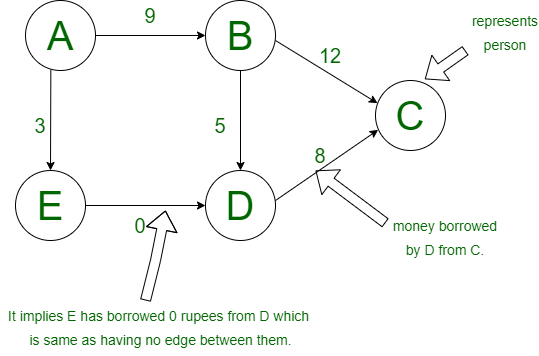 represents
person
A
9
B
12
C
3
5
8
E
0
D
money borrowed
by D from C.
It implies E has borrowed 0 rupees from D which
is same as having no edge between them.